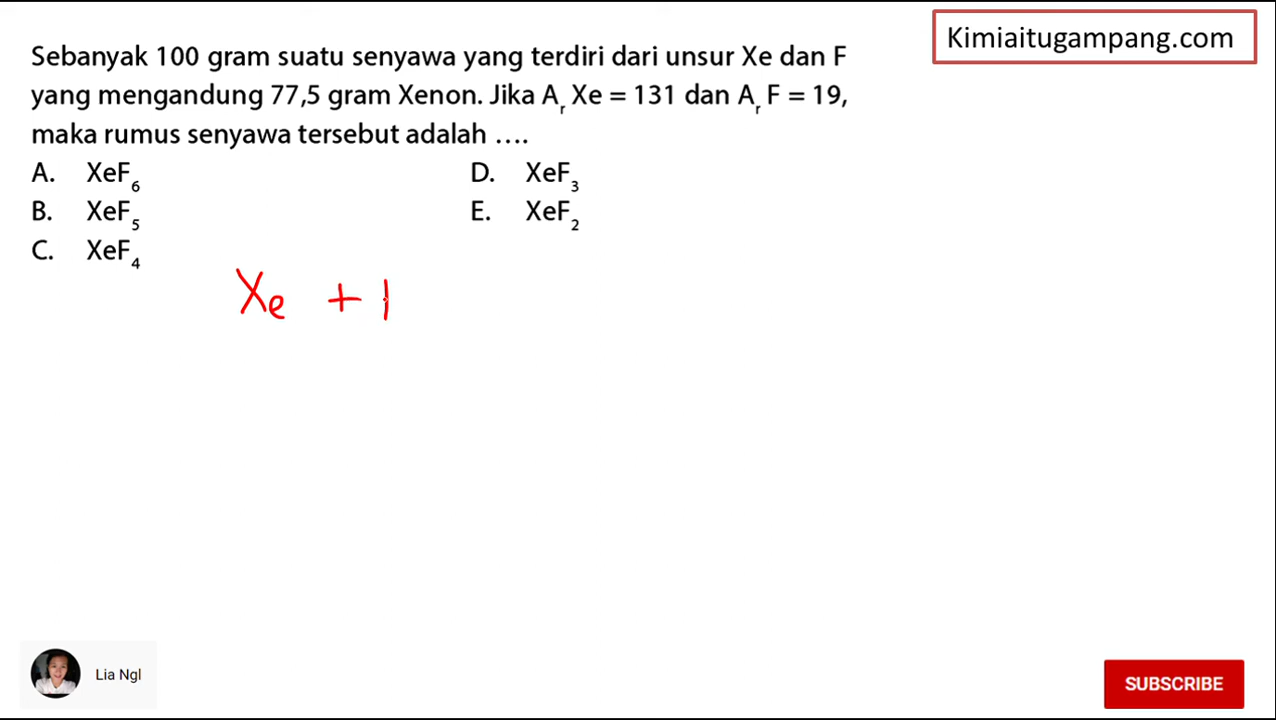 Kimiaitugampang.com
Sebanyak 100 gram suatu senyawa yang terdiri dari unsur Xe dan F
yang mengandung 77,5 gram Xenon. Jika Aᵣ Xe = 131 dan Aᵣ F = 19,
maka rumus senyawa tersebut adalah ....
A. XeF₆
B. XeF₅
C. XeF₄
D. XeF₃
E. XeF₂
Xe +
Lia Ngl
SUBSCRIBE